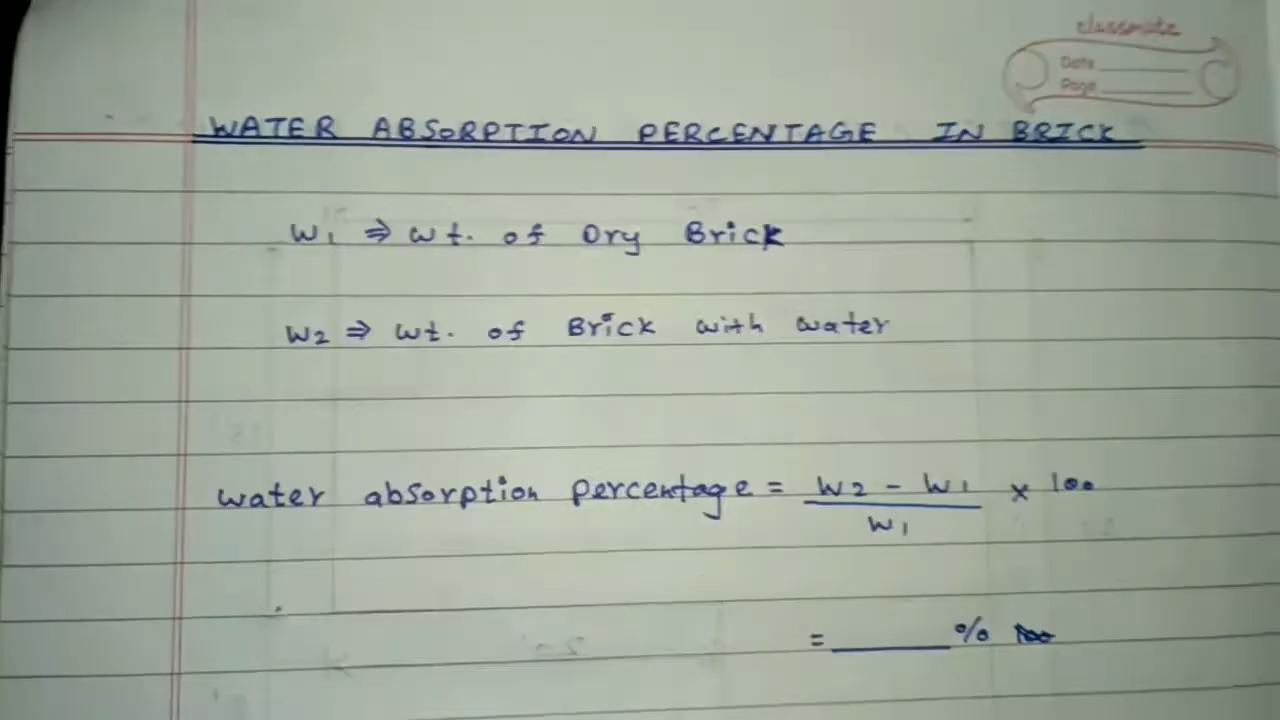 classmate
Date
Page
WATER ABSORPTION PERCENTAGE IN BRICK
W1 ⇒ wt. of Dry Brick
W2 ⇒ wt. of Brick with water
water absorption percentage = W2 - W1 / W1 × 100
= ______ %